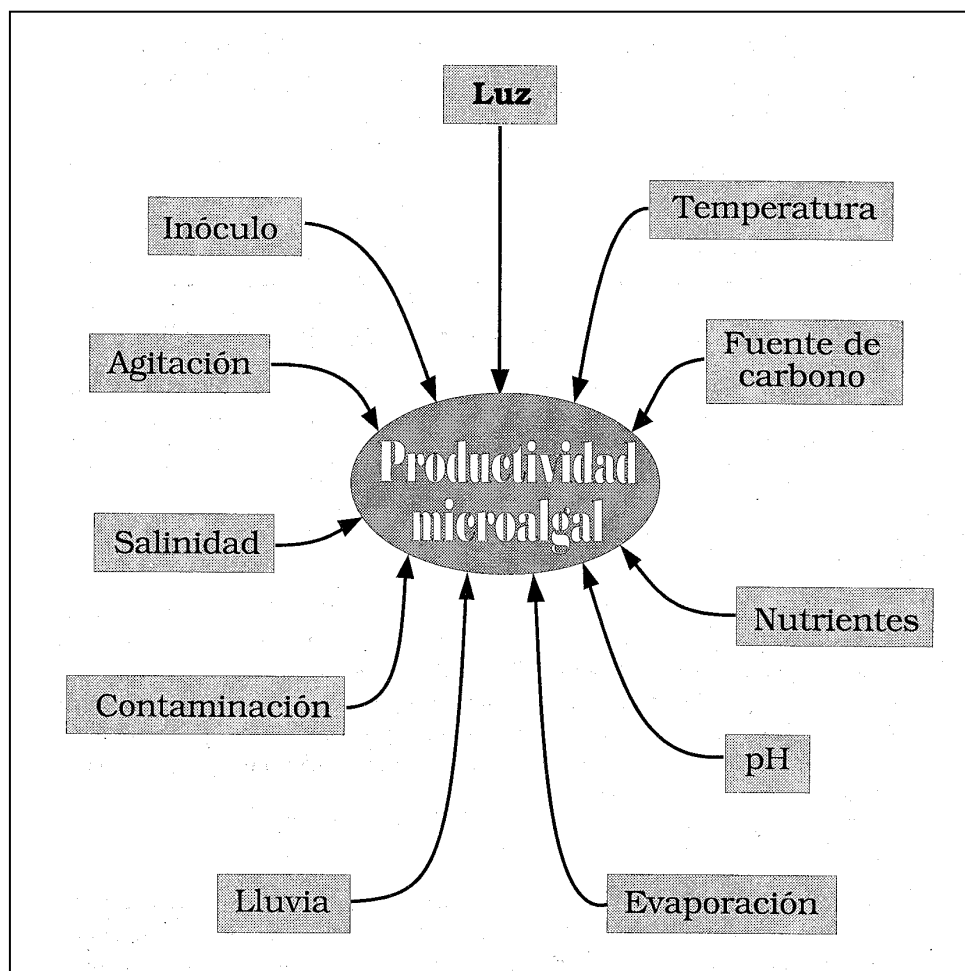 Luz
Inóculo
Temperatura
Agitación
Fuente de
carbono
Productividad
microalgal
Salinidad
Nutrientes
Contaminación
pH
Lluvia
Evaporación